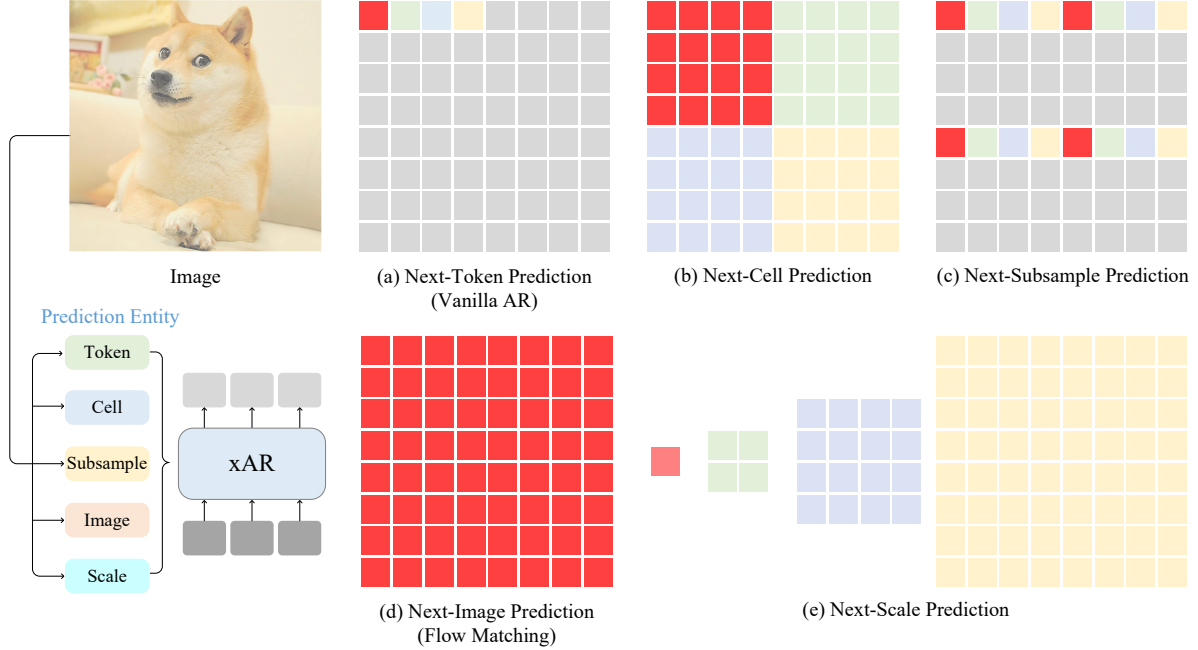 Image
(a) Next-Token Prediction
(Vanilla AR)
(b) Next-Cell Prediction
(c) Next-Subsample Prediction
Prediction Entity
Token
Cell
Subsample
Image
Scale
xAR
(d) Next-Image Prediction
(Flow Matching)
(e) Next-Scale Prediction